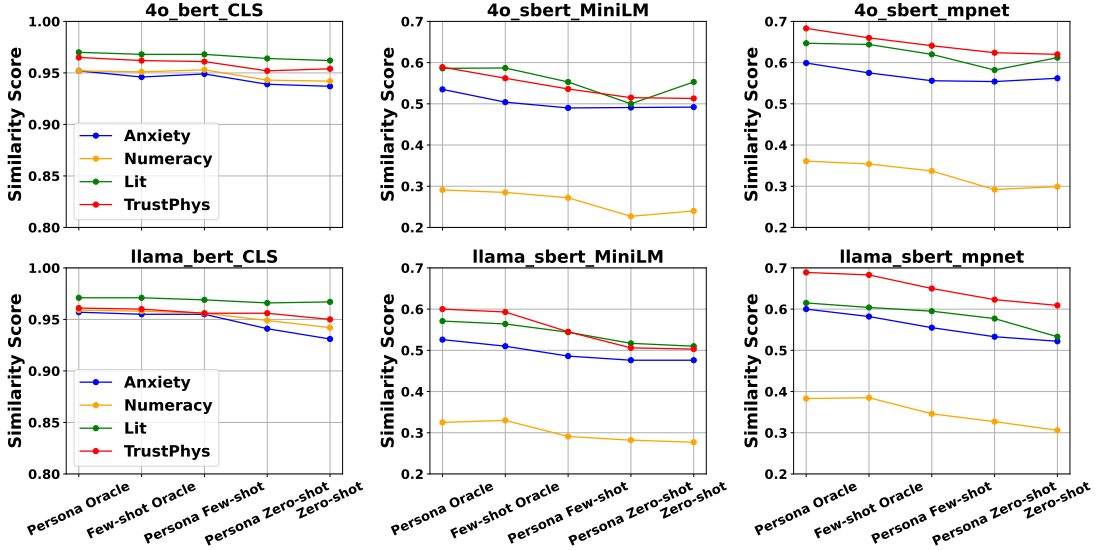 4o_bert_CLS
Similarity Score
1.00
0.95
0.90
0.85
0.80
Anxiety
Numeracy
Lit
TrustPhys
4o_sbert_MiniLM
Similarity Score
0.7
0.6
0.5
0.4
0.3
0.2
4o_sbert_mpnet
Similarity Score
0.7
0.6
0.5
0.4
0.3
0.2
llama_bert_CLS
Similarity Score
1.00
0.95
0.90
0.85
0.80
Anxiety
Numeracy
Lit
TrustPhys
Persona Oracle
Few-shot Oracle
Persona Few-shot
Persona Zero-shot
Zero-shot
llama_sbert_MiniLM
Similarity Score
0.7
0.6
0.5
0.4
0.3
0.2
Persona Oracle
Few-shot Oracle
Persona Few-shot
Persona Zero-shot
Zero-shot
llama_sbert_mpnet
Similarity Score
0.7
0.6
0.5
0.4
0.3
0.2
Persona Oracle
Few-shot Oracle
Persona Few-shot
Persona Zero-shot
Zero-shot